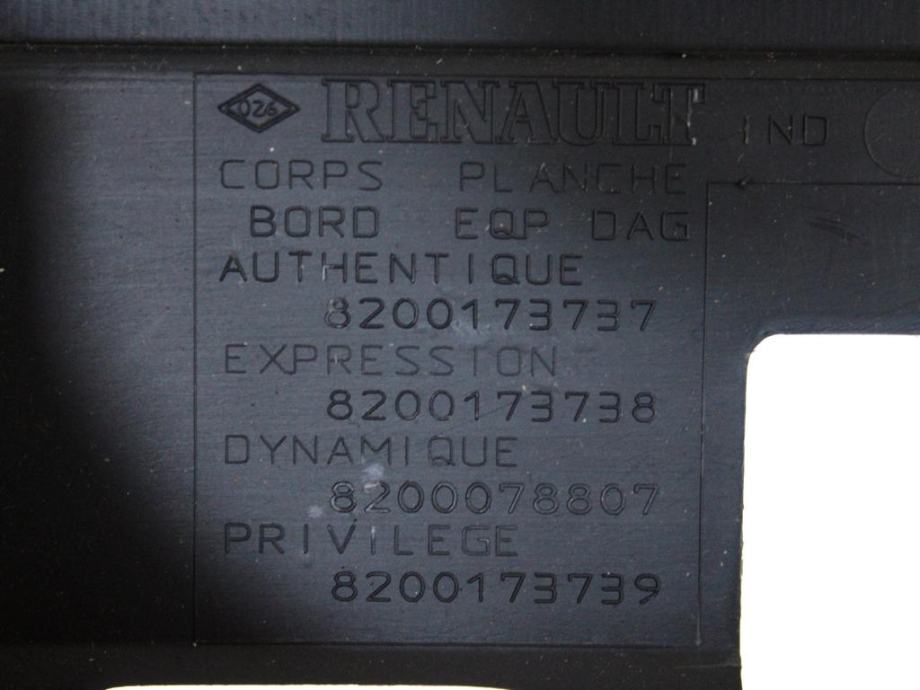 026 RENAULT IND
CORPS PLANCHE
BORD EQP DAG
AUTHENTIQUE
8200173737
EXPRESSION
8200173738
DYNAMIQUE
8200078807
PRIVILEGE
8200173739